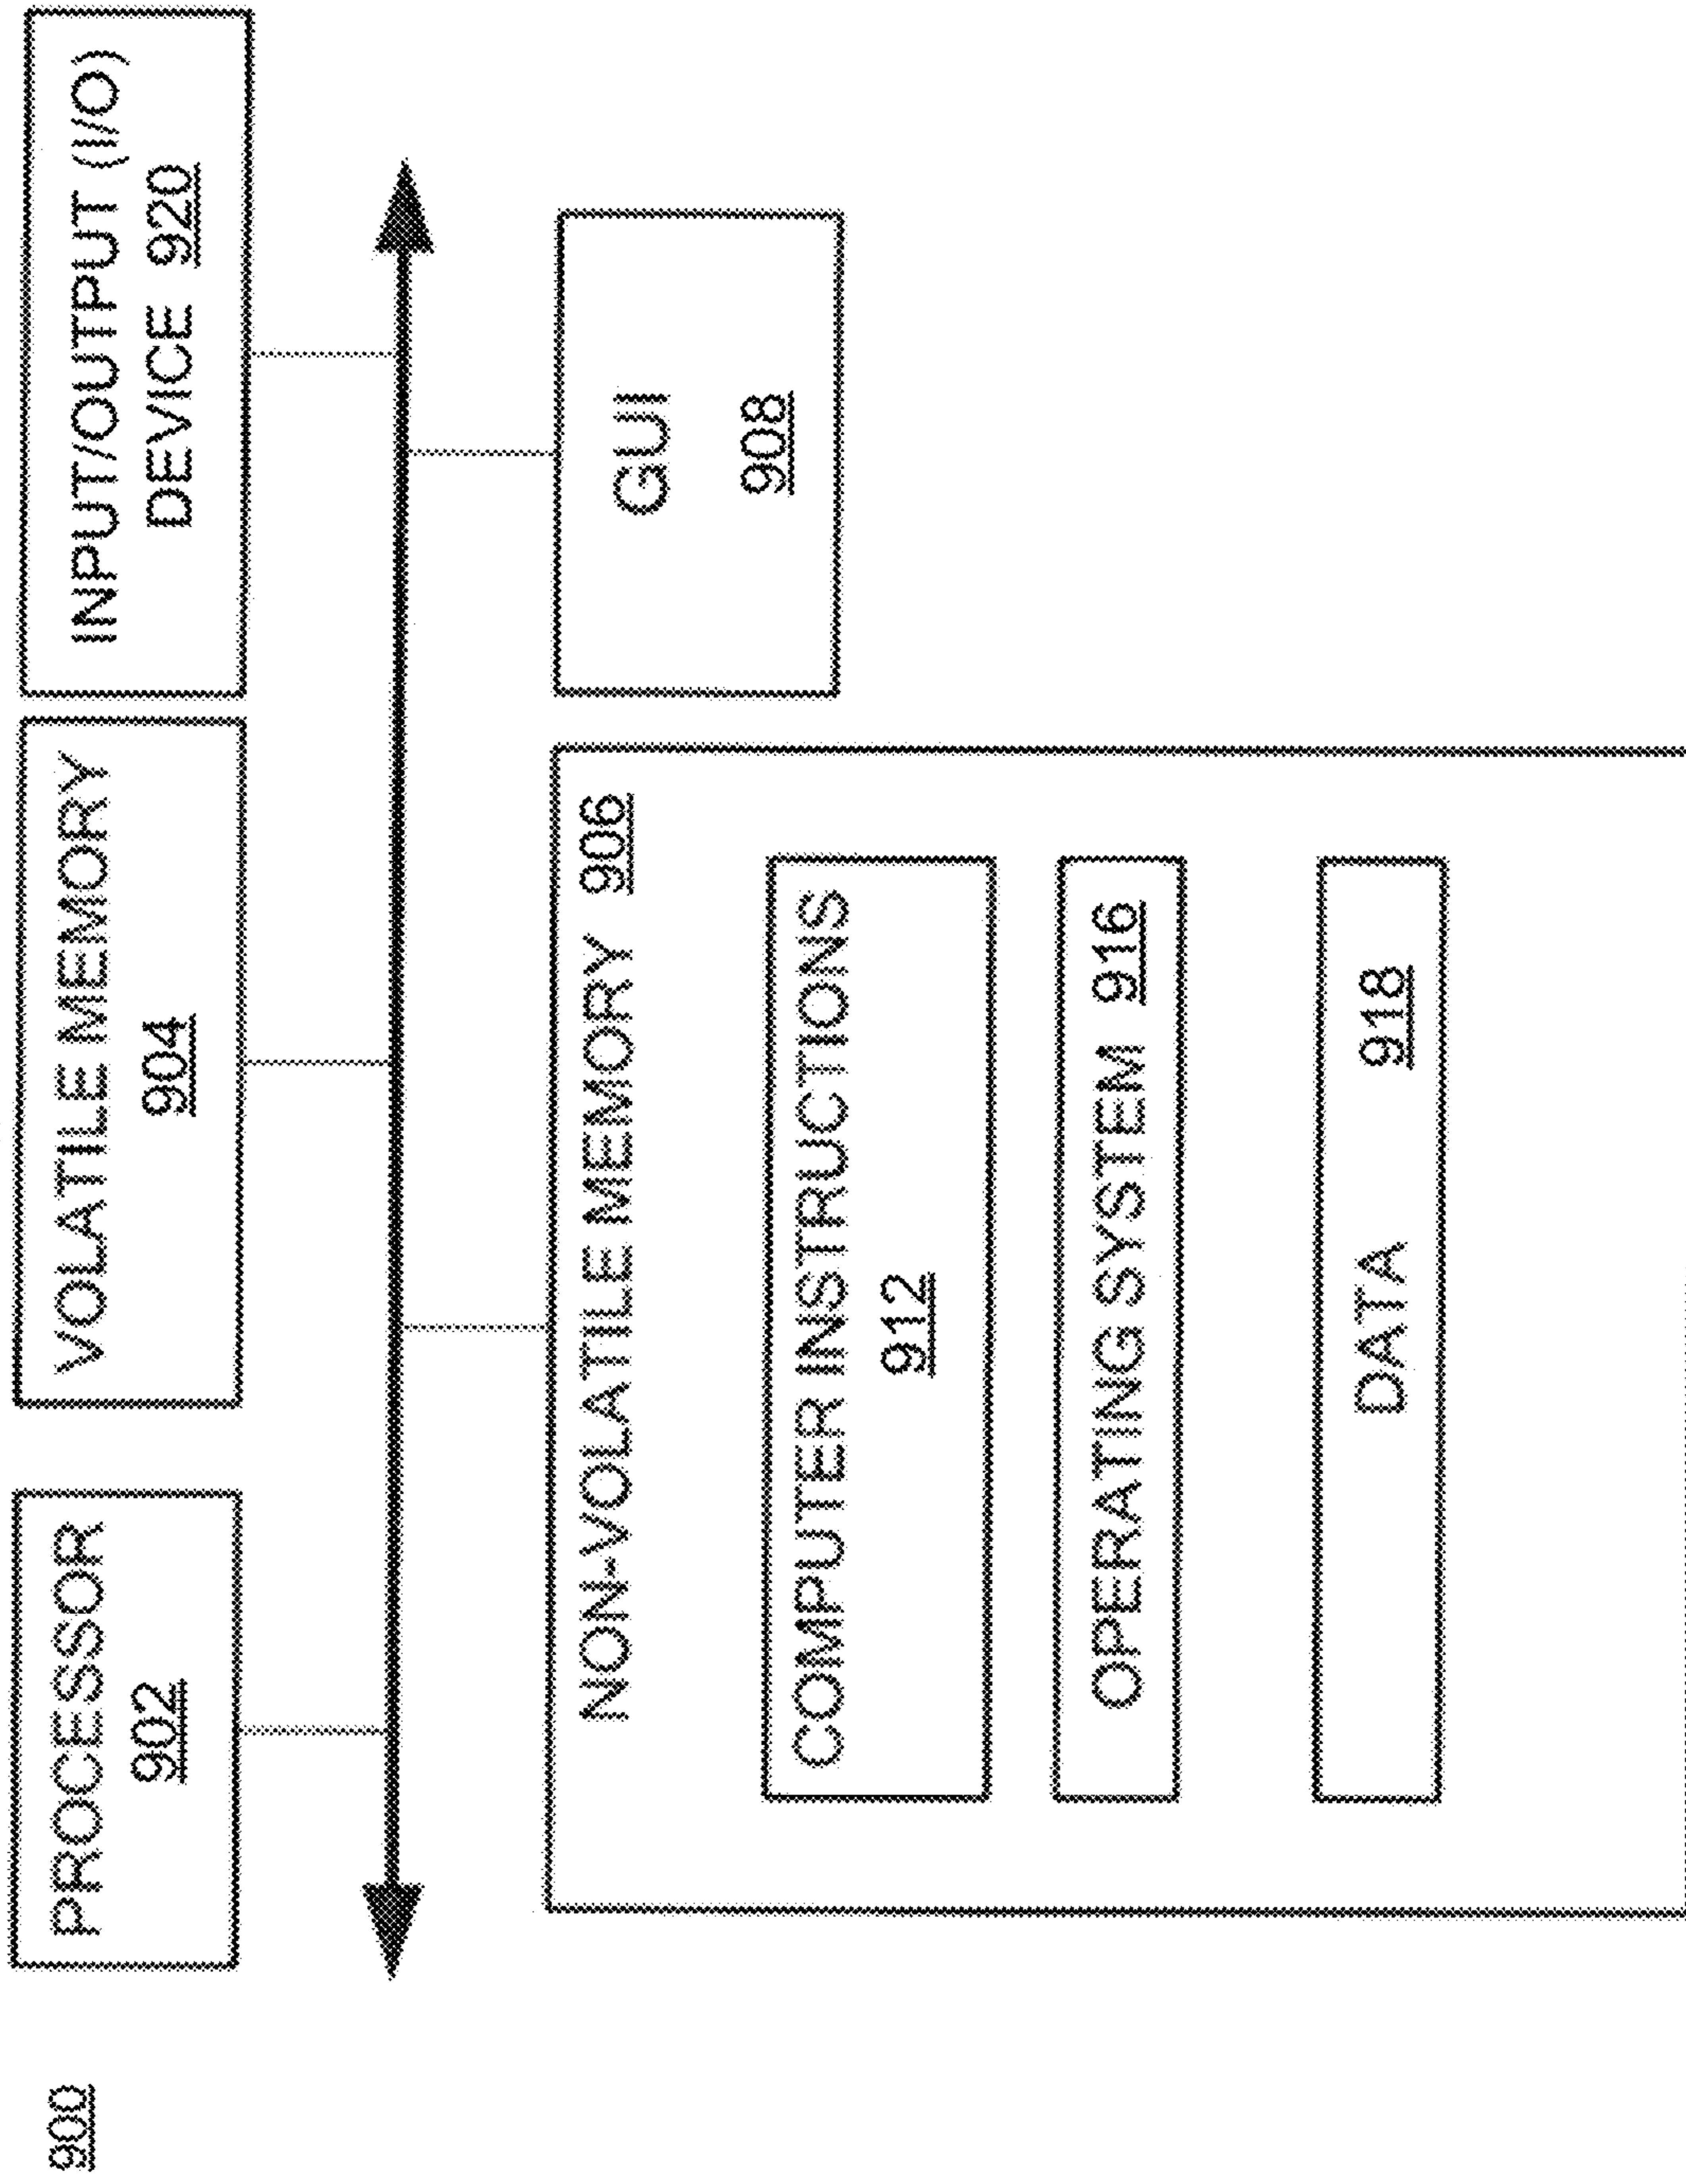 900
PROCESSOR
902
VOLATILE MEMORY
904
INPUT/OUTPUT (I/O)
DEVICE 920
NON-VOLATILE MEMORY 906
COMPUTER INSTRUCTIONS
912
OPERATING SYSTEM 916
DATA 918
GUI
908